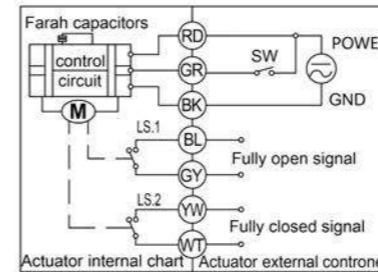 Farah capacitors
control
circuit
M
RD
GR
BK
SW
POWE
GND
LS.1
BL
GY
Fully open signal
LS.2
YW
WT
Fully closed signal
Actuator internal chart
Actuator external controne